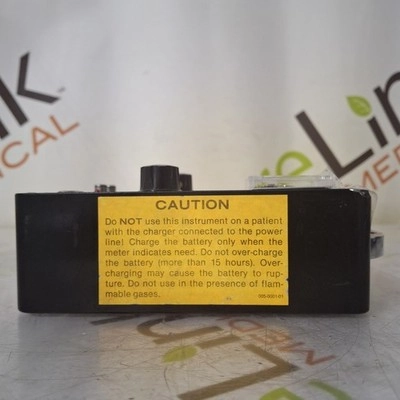 CAUTION
Do NOT use this instrument on a patient
with the charger connected to the power
line! Charge the battery only when the
meter indicates need. Do not over-charge
the battery (more than 15 hours). Over-
charging may cause the battery to rup-
ture. Do not use in the presence of flam-
mable gases.